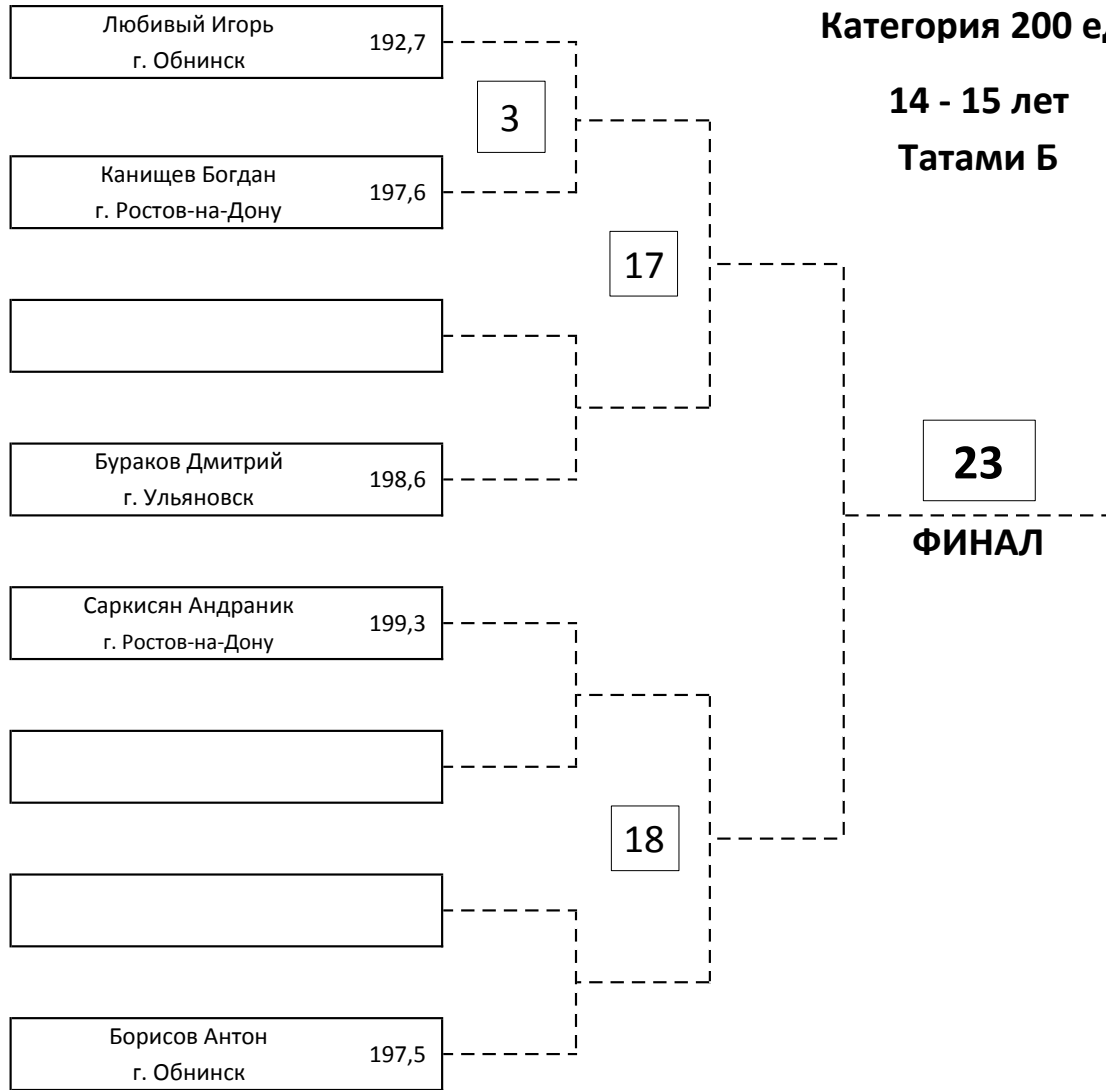 Категория 200 ед
14 - 15 лет
Татами Б
Любивый Игорь
г. Обнинск
192,7
3
Канищев Богдан
г. Ростов-на-Дону
197,6
17
Бураков Дмитрий
г. Ульяновск
198,6
23
ФИНАЛ
Саркисян Андраник
г. Ростов-на-Дону
199,3
18
Борисов Антон
г. Обнинск
197,5